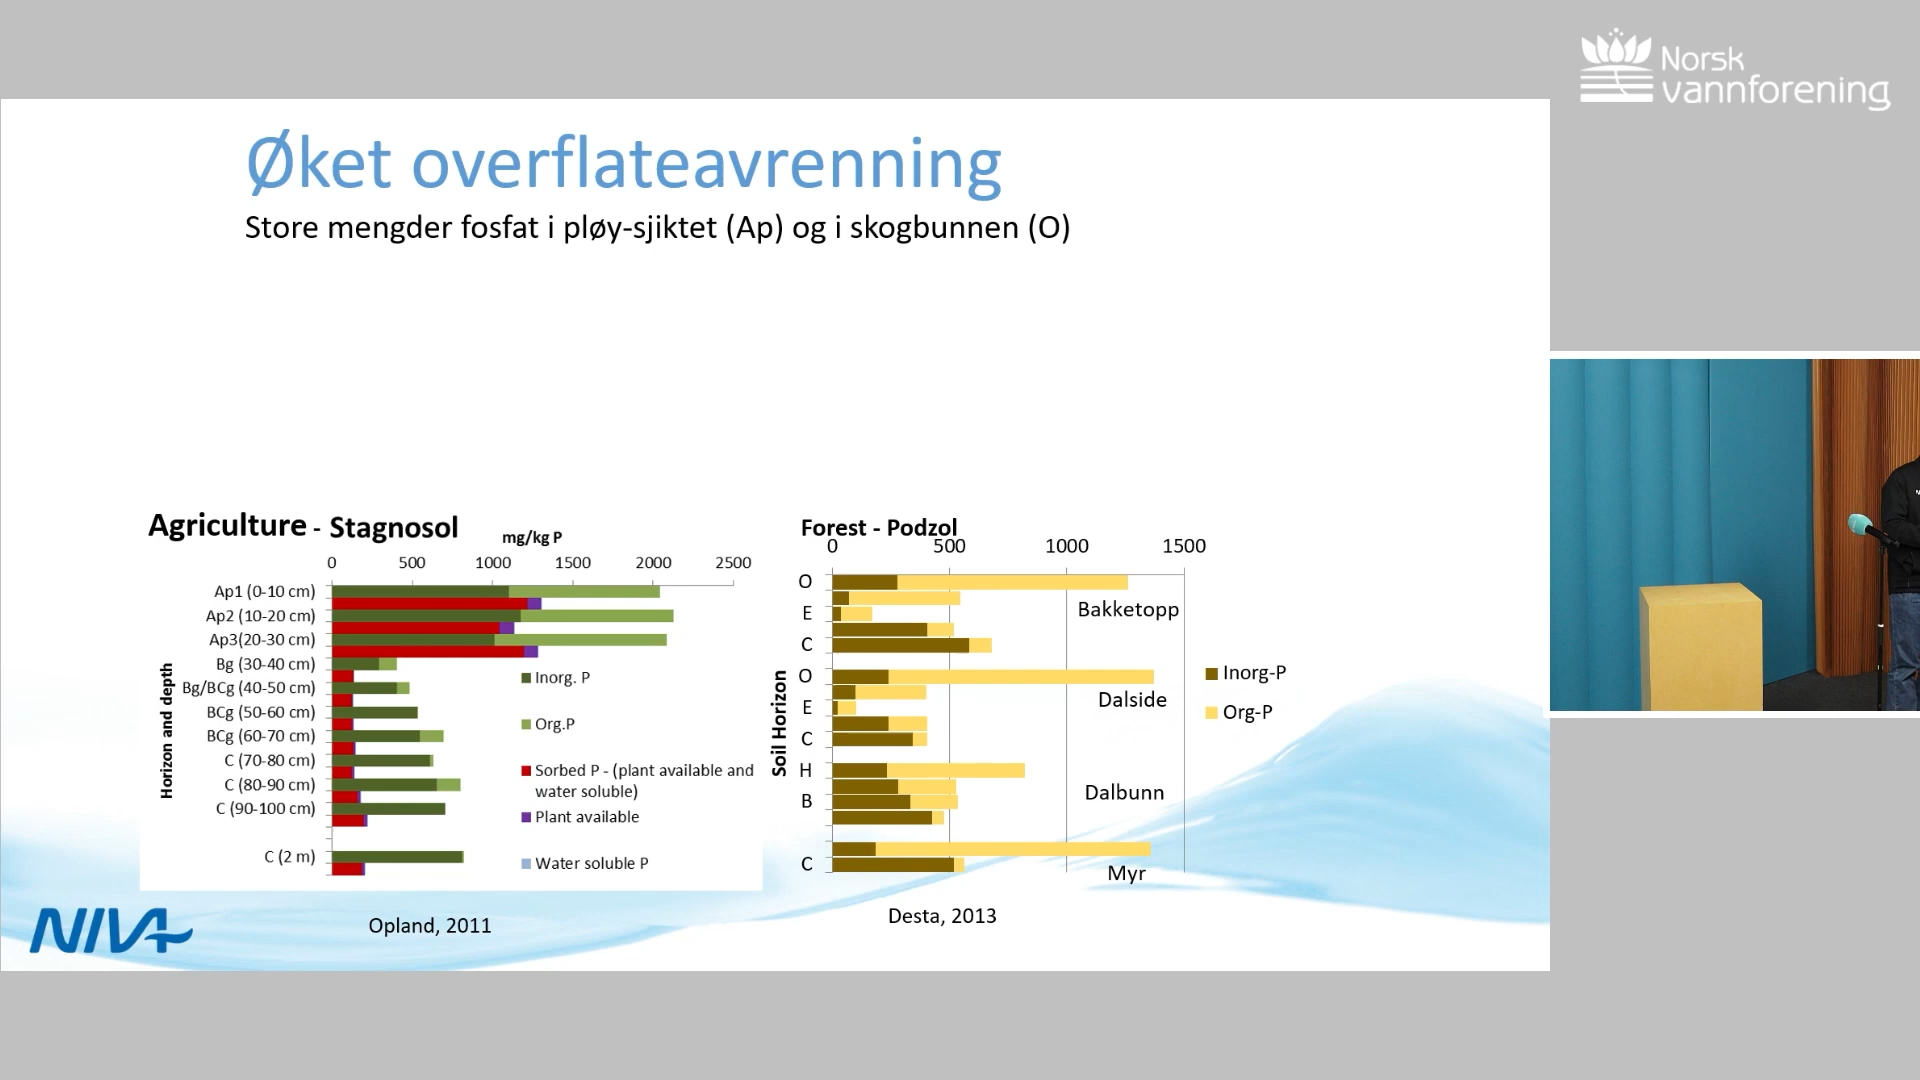 Norsk
vannforening
Øket overflateavrenning
Store mengder fosfat i pløy-sjiktet (Ap) og i skogbunnen (O)
Agriculture - Stagnosol
mg/kg P
0 500 1000 1500 2000 2500
Horizon and depth
Ap1 (0-10 cm)
Ap2 (10-20 cm)
Ap3(20-30 cm)
Bg (30-40 cm)
Bg/BCg (40-50 cm)
BCg (50-60 cm)
BCg (60-70 cm)
C (70-80 cm)
C (80-90 cm)
C (90-100 cm)
C (2 m)
Inorg. P
Org.P
Sorbed P - (plant available and
water soluble)
Plant available
Water soluble P
Opland, 2011
Forest - Podzol
0 500 1000 1500
Soil Horizon
O
E
C
Bakketopp
O
E
C
Dalside
H
B
Dalbunn
C
Myr
Inorg-P
Org-P
Desta, 2013
NIVA